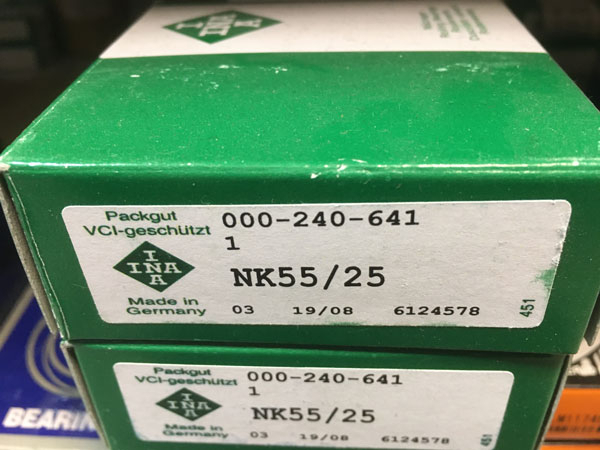 INA
Packgut
VCI-geschützt
000-240-641
1
INA
NK55/25
Made in
Germany
03 19/08 6124578
451
Packgut
VCI-geschützt
000-240-641
1
INA
NK55/25
Made in
Germany
03 19/08 6124578
451
BEARIN